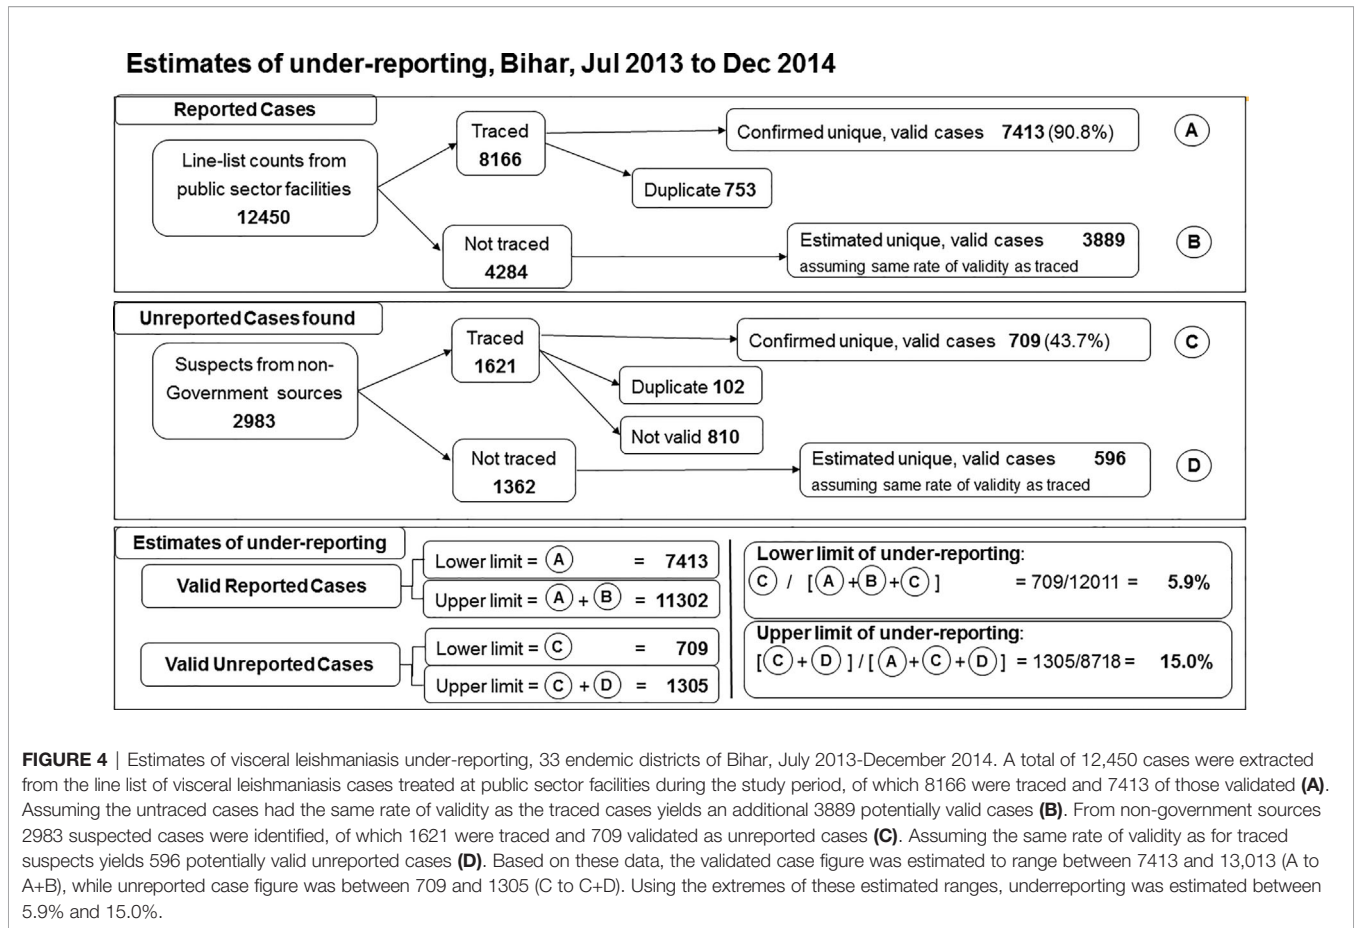 Estimates of under-reporting, Bihar, Jul 2013 to Dec 2014
Reported Cases
Line-list counts from
public sector facilities
12450
Traced
8166
Confirmed unique, valid cases 7413 (90.8%)
A
Duplicate 753
Not traced
4284
Estimated unique, valid cases 3889
assuming same rate of validity as traced
B
Unreported Cases found
Suspects from non-
Government sources
2983
Traced
1621
Confirmed unique, valid cases 709 (43.7%)
C
Duplicate 102
Not valid 810
Not traced
1362
Estimated unique, valid cases 596
assuming same rate of validity as traced
D
Estimates of under-reporting
Valid Reported Cases
Lower limit = A = 7413
Upper limit = A + B = 11302
Valid Unreported Cases
Lower limit = C = 709
Upper limit = C + D = 1305
Lower limit of under-reporting:
C / [ A + B + C ] = 709/12011 = 5.9%
Upper limit of under-reporting:
[ C + D ] / [ A + C + D ] = 1305/8718 = 15.0%
FIGURE 4 | Estimates of visceral leishmaniasis under-reporting, 33 endemic districts of Bihar, July 2013-December 2014. A total of 12,450 cases were extracted
from the line list of visceral leishmaniasis cases treated at public sector facilities during the study period, of which 8166 were traced and 7413 of those validated (A).
Assuming the untraced cases had the same rate of validity as the traced cases yields an additional 3889 potentially valid cases (B). From non-government sources
2983 suspected cases were identified, of which 1621 were traced and 709 validated as unreported cases (C). Assuming the same rate of validity as for traced
suspects yields 596 potentially valid unreported cases (D). Based on these data, the validated case figure was estimated to range between 7413 and 13,013 (A to
A+B), while unreported case figure was between 709 and 1305 (C to C+D). Using the extremes of these estimated ranges, underreporting was estimated between
5.9% and 15.0%.